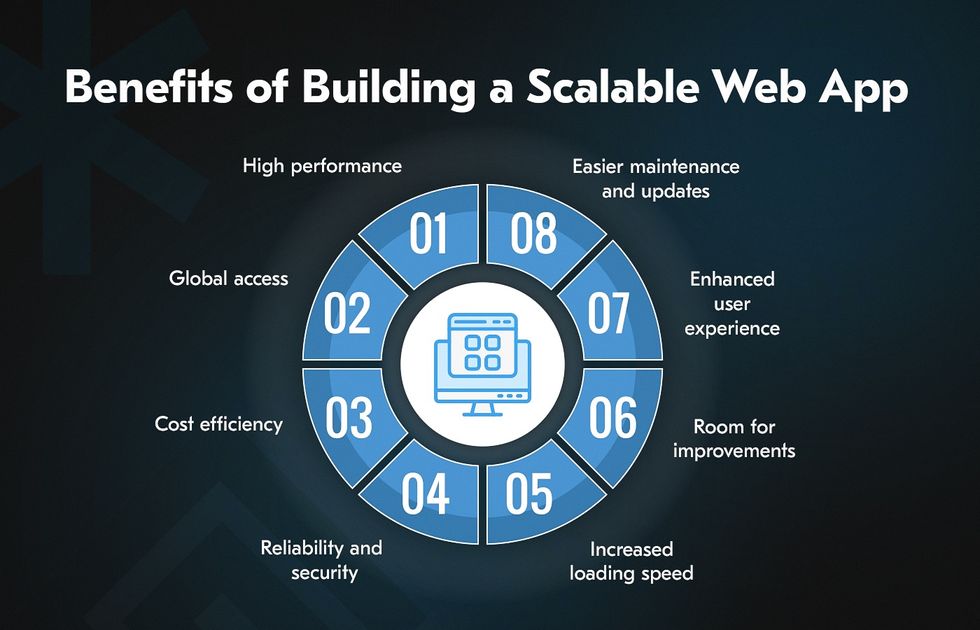 Benefits of Building a Scalable Web App
High performance
01
Global access
02
Cost efficiency
03
Reliability and
security
04
Increased
loading speed
05
Room for
improvements
06
Enhanced
user
experience
07
Easier maintenance
and updates
08